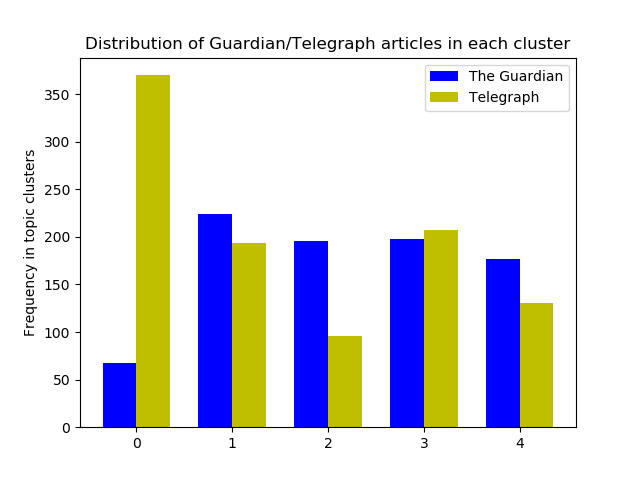 Distribution of Guardian/Telegraph articles in each cluster
The Guardian
Telegraph
Frequency in topic clusters
350
300
250
200
150
100
50
0
0 1 2 3 4